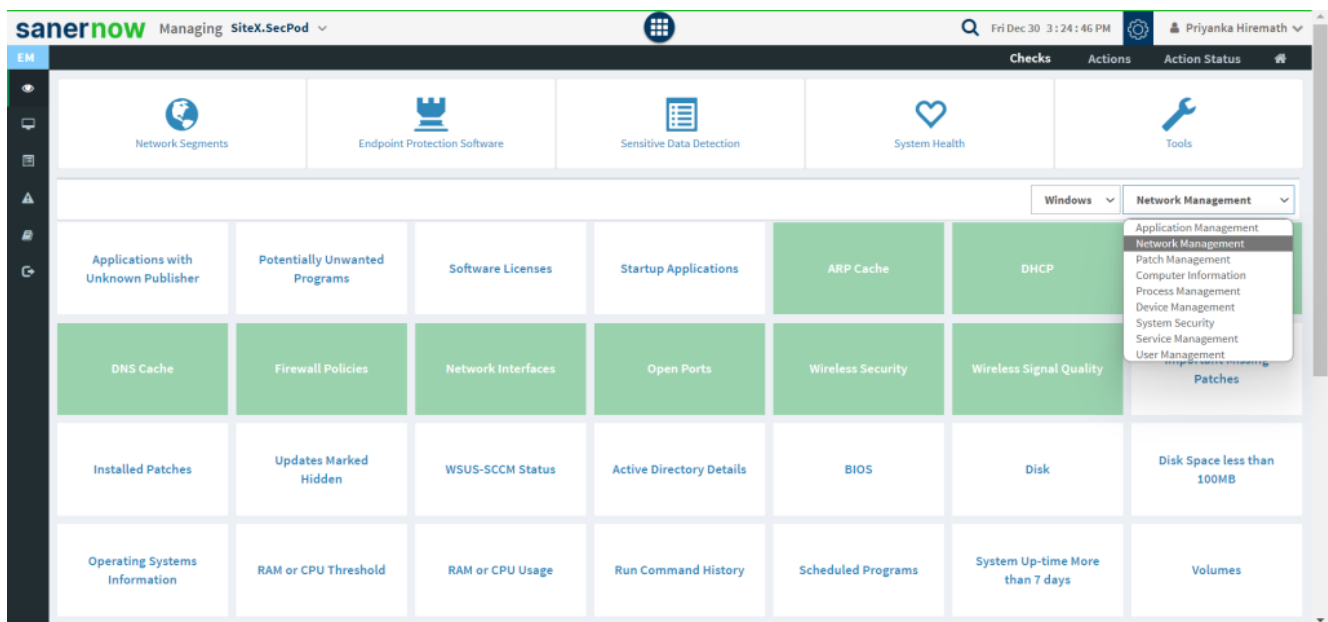 sanernow Managing SiteX.SecPod
Fri Dec 30 3:24:46 PM
Priyanka Hiremath
EM
Checks Actions Action Status
Network Segments
Endpoint Protection Software
Sensitive Data Detection
System Health
Tools
Windows
Network Management
Application Management
Network Management
Patch Management
Computer Information
Process Management
Device Management
System Security
Service Management
User Management
Applications with
Unknown Publisher
Potentially Unwanted
Programs
Software Licenses
Startup Applications
ARP Cache
DHCP
DNS Cache
Firewall Policies
Network Interfaces
Open Ports
Wireless Security
Wireless Signal Quality
Important Missing
Patches
Installed Patches
Updates Marked
Hidden
WSUS-SCCM Status
Active Directory Details
BIOS
Disk
Disk Space less than
100MB
Operating Systems
Information
RAM or CPU Threshold
RAM or CPU Usage
Run Command History
Scheduled Programs
System Up-time More
than 7 days
Volumes